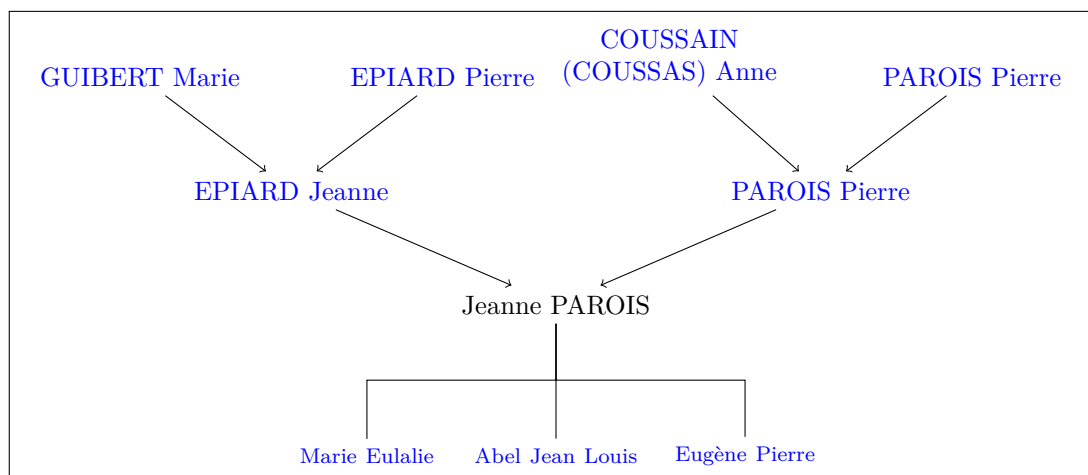 GUIBERT Marie
EPIARD Pierre
COUSSAIN
(COUSSAS) Anne
PAROIS Pierre
EPIARD Jeanne
PAROIS Pierre
Jeanne PAROIS
Marie Eulalie
Abel Jean Louis
Eugène Pierre